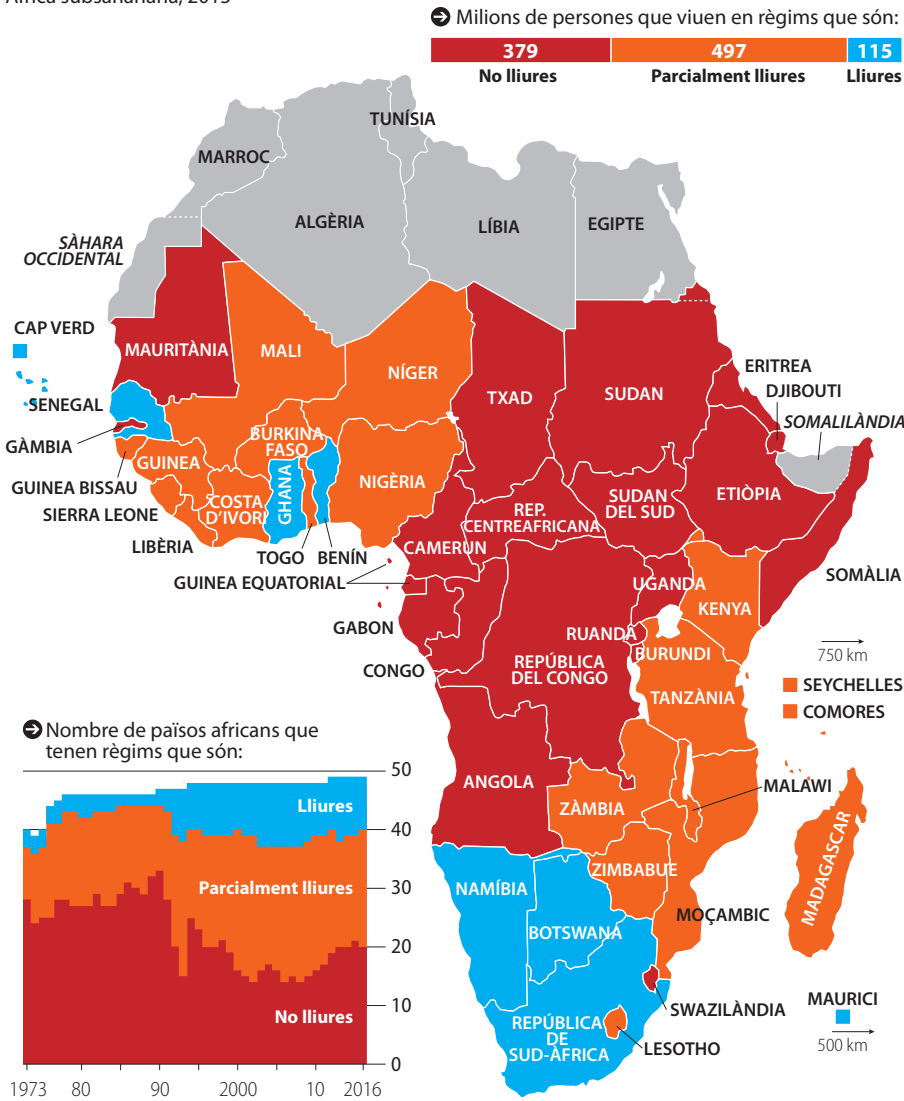 Milions de persones que viuen en règims que són:
379
497
115
No lliures
Parcialment lliures
Lliures
TUNÍSIA
MARROC
ALGÈRIA
LÍBIA
EGIPTE
SÀHARA
OCCIDENTAL
CAP VERD
MAURITÀNIA
MALI
NÍGER
TXAD
SUDAN
ERITREA
DJIBOUTI
SOMALILÀNDIA
SENEGAL
GÀMBIA
BURKINA
FASO
GUINEA
GUINEA BISSAU
SIERRA LEONE
COSTA
D'IVORI
GHANA
NIGÈRIA
LIBÈRIA
TOGO
BENÍN
REP.
CENTREAFRICANA
SUDAN
DEL SUD
ETIÒPIA
CAMERUN
GUINEA EQUATORIAL
SOMÀLIA
UGANDA
KENYA
GABON
RUANDA
BURUNDI
CONGO
REPÚBLICA
DEL CONGO
TANZÀNIA
750 km
SEYCHELLES
COMORES
ANGOLA
ZÀMBIA
MALAWI
MADAGASCAR
ZIMBABUE
NAMÍBIA
MOÇAMBIC
BOTSWANA
SWAZILÀNDIA
REPÚBLICA
DE
SUD-ÀFRICA
LESOTHO
MAURICI
500 km
Nombre de països africans que
tenen règims que són:
50
40
30
20
10
0
Lliures
Parcialment lliures
No lliures
1973 80 90 2000 10 2016